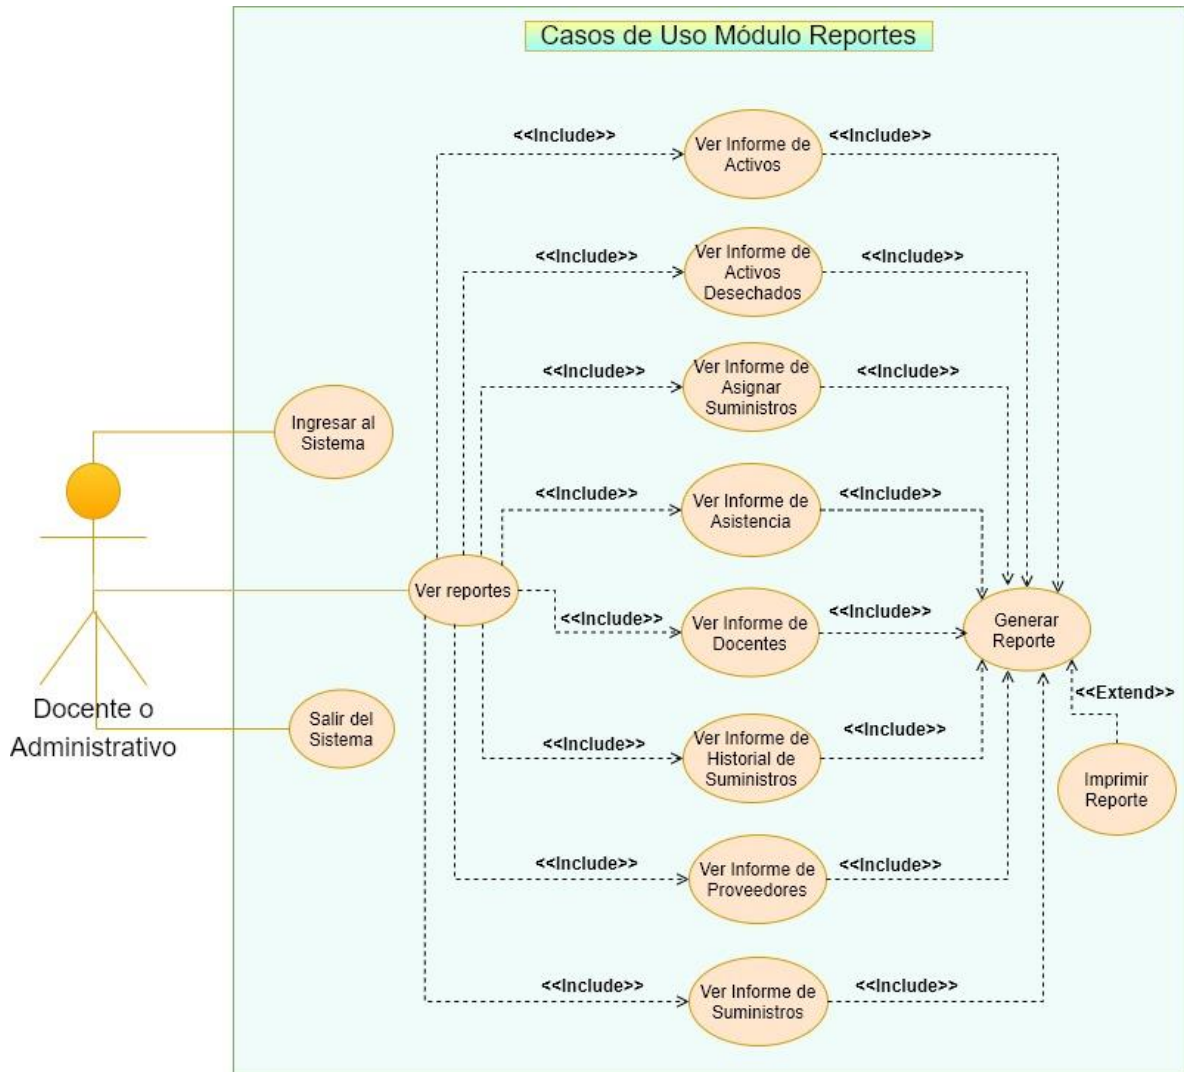 Casos de Uso Módulo Reportes
<<Include>>
Ver Informe de
Activos
<<Include>>
<<Include>>
Ver Informe de
Activos
Desechados
<<Include>>
<<Include>>
Ver Informe de
Asignar
Suministros
<<Include>>
Ingresar al
Sistema
<<Include>>
Ver Informe de
Asistencia
<<Include>>
Ver reportes
<<Include>>
Ver Informe de
Docentes
<<Include>>
Generar
Reporte
<<Extend>>
Docente o
Administrativo
Salir del
Sistema
<<Include>>
Ver Informe de
Historial de
Suministros
<<Include>>
Imprimir
Reporte
<<Include>>
Ver Informe de
Proveedores
<<Include>>
<<Include>>
Ver Informe de
Suministros
<<Include>>